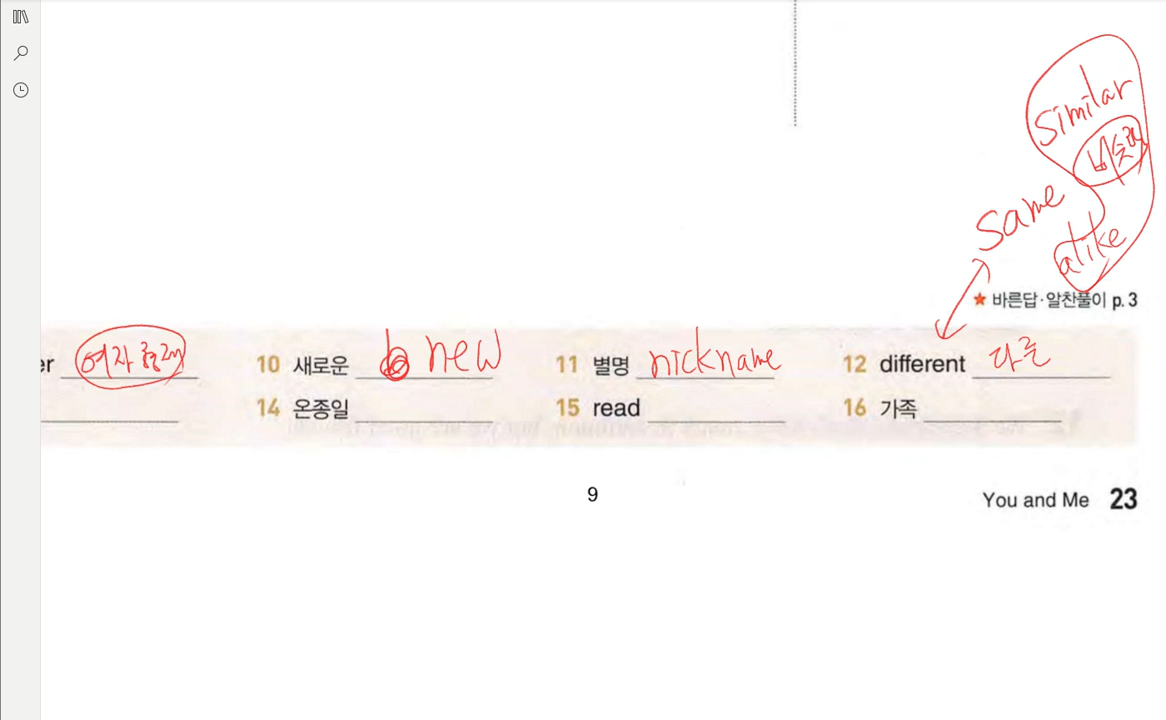 similar
비슷한
same
alike
★ 바른답·알찬풀이 p. 3
er 여자 형제 10 새로운 new 11 별명 nickname 12 different 다른
14 온종일 15 read 16 가족
9
You and Me 23